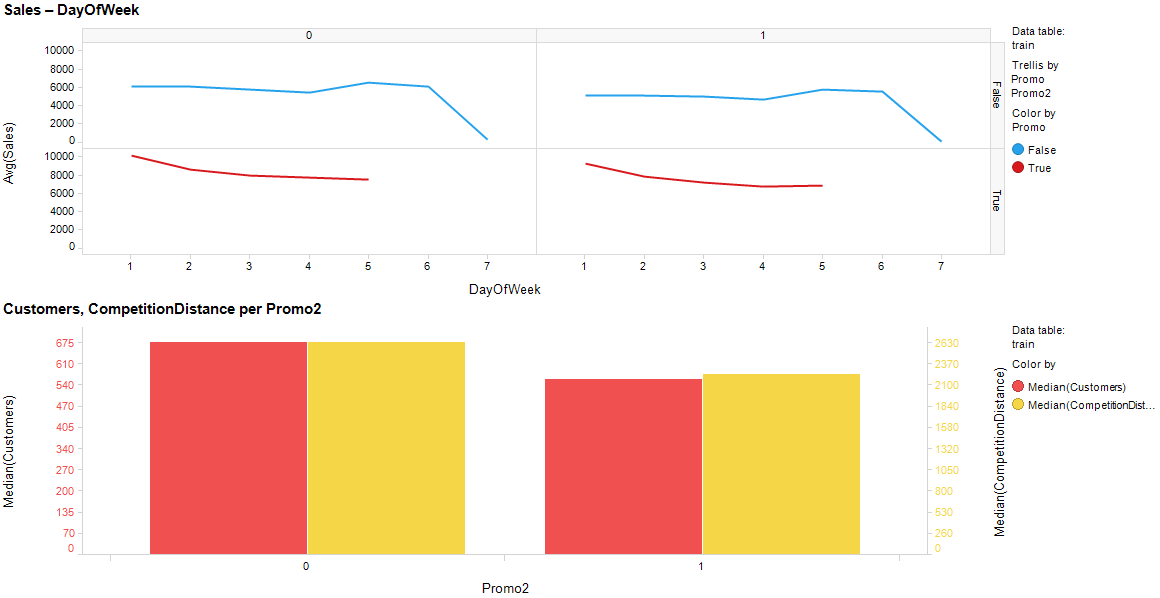 Sales – DayOfWeek
0
1
10000
8000
6000
4000
2000
0
False
10000
8000
6000
4000
2000
0
True
Avg(Sales)
1
2
3
4
5
6
7
1
2
3
4
5
6
7
DayOfWeek
Data table:
train
Trellis by
Promo
Promo2
Color by
Promo
False
True
Customers, CompetitionDistance per Promo2
675
610
540
470
405
340
270
200
135
70
0
Median(Customers)
2630
2370
2100
1840
1580
1320
1050
800
530
260
0
Median(CompetitionDistance)
0
1
Promo2
Data table:
train
Color by
Median(Customers)
Median(CompetitionDist...